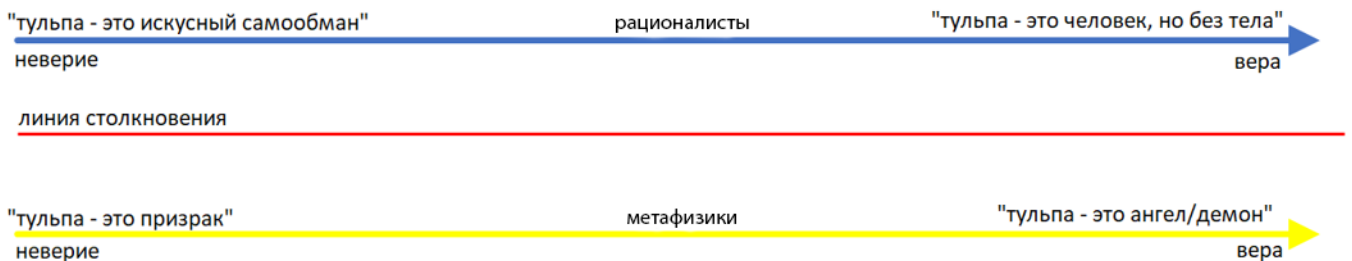 "тульпа - это искусный самообман" рационалисты "тульпа - это человек, но без тела"
неверие вера
линия столкновения
"тульпа - это призрак" метафизики "тульпа - это ангел/демон"
неверие вера